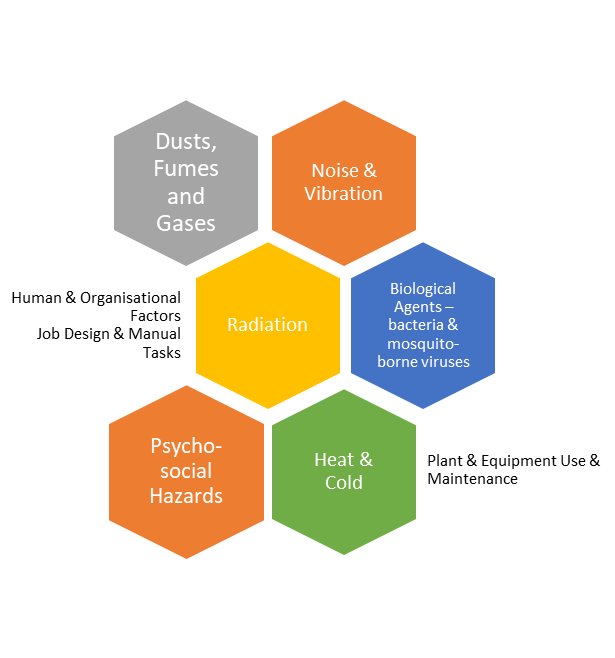 Dusts,
Fumes
and
Gases
Noise &
Vibration
Human & Organisational
Factors
Job Design & Manual
Tasks
Radiation
Biological
Agents –
bacteria &
mosquito-
borne viruses
Psycho-
social
Hazards
Heat &
Cold
Plant & Equipment Use &
Maintenance